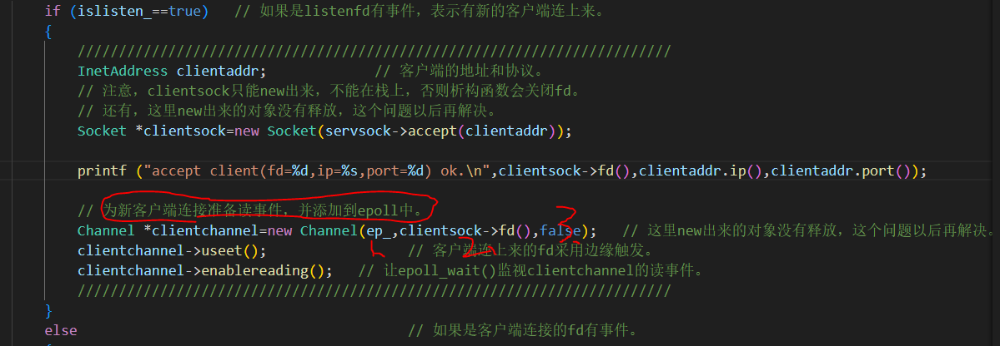 if (islisten_==true)   // 如果是listenfd有事件，表示有新的客户端连上来。
{
////////////////////////////////////////////////////////////////////////
InetAddress clientaddr;             // 客户端的地址和协议。
// 注意，clientsock只能new出来，不能在栈上，否则析构函数会关闭fd。
// 还有，这里new出来的对象没有释放，这个问题以后再解决。
Socket *clientsock=new Socket(servsock->accept(clientaddr));
printf ("accept client(fd=%d,ip=%s,port=%d) ok.\n",clientsock->fd(),clientaddr.ip(),clientaddr.port());
// 为新客户端连接准备读事件，并添加到epoll中。
Channel *clientchannel=new Channel(ep_,clientsock->fd(),false);   // 这里new出来的对象没有释放，这个问题以后再解决。
1 2 3
clientchannel->useet();                 // 客户端连上来的fd采用边缘触发。
clientchannel->enablereading();   // 让epoll_wait()监视clientchannel的读事件。
////////////////////////////////////////////////////////////////////////
}
else                                        // 如果是客户端连接的fd有事件。